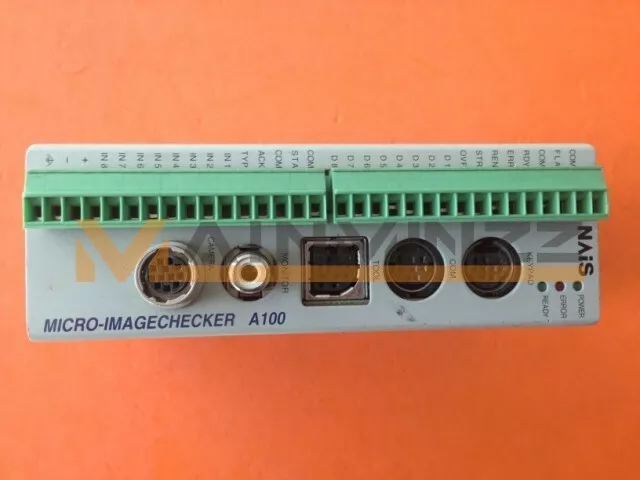 ⏚ - + IN8 IN7 IN6 IN5 IN4 IN3 IN2 IN1 TYP ACK COM STA COM
D8 D7 D6 D5 D4 D3 D2 D1 OVF STR REN ERR RDY COM FLA COM
NAiS
CAMERA
MONITOR
TOOL
COM.
KEYPAD
READY
ERROR
POWER
MICRO-IMAGECHECKER A100